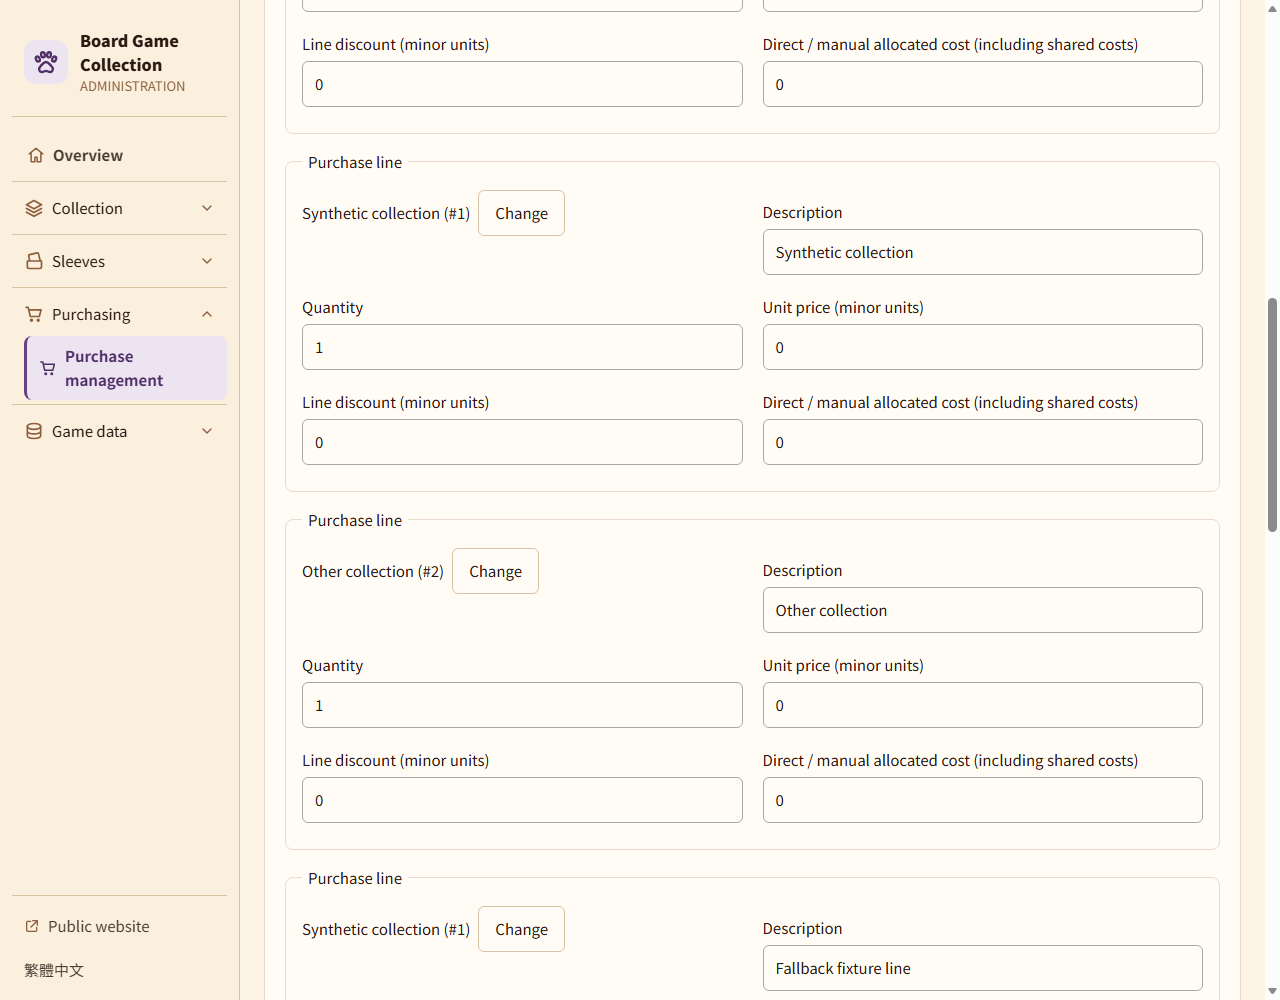 Board Game
Collection
ADMINISTRATION
Overview
Collection
Sleeves
Purchasing
Purchase
management
Game data
Public website
繁體中文
Line discount (minor units)
Direct / manual allocated cost (including shared costs)
0
0
Purchase line
Synthetic collection (#1)
Change
Description
Synthetic collection
Quantity
Unit price (minor units)
1
0
Line discount (minor units)
Direct / manual allocated cost (including shared costs)
0
0
Purchase line
Other collection (#2)
Change
Description
Other collection
Quantity
Unit price (minor units)
1
0
Line discount (minor units)
Direct / manual allocated cost (including shared costs)
0
0
Purchase line
Synthetic collection (#1)
Change
Description
Fallback fixture line